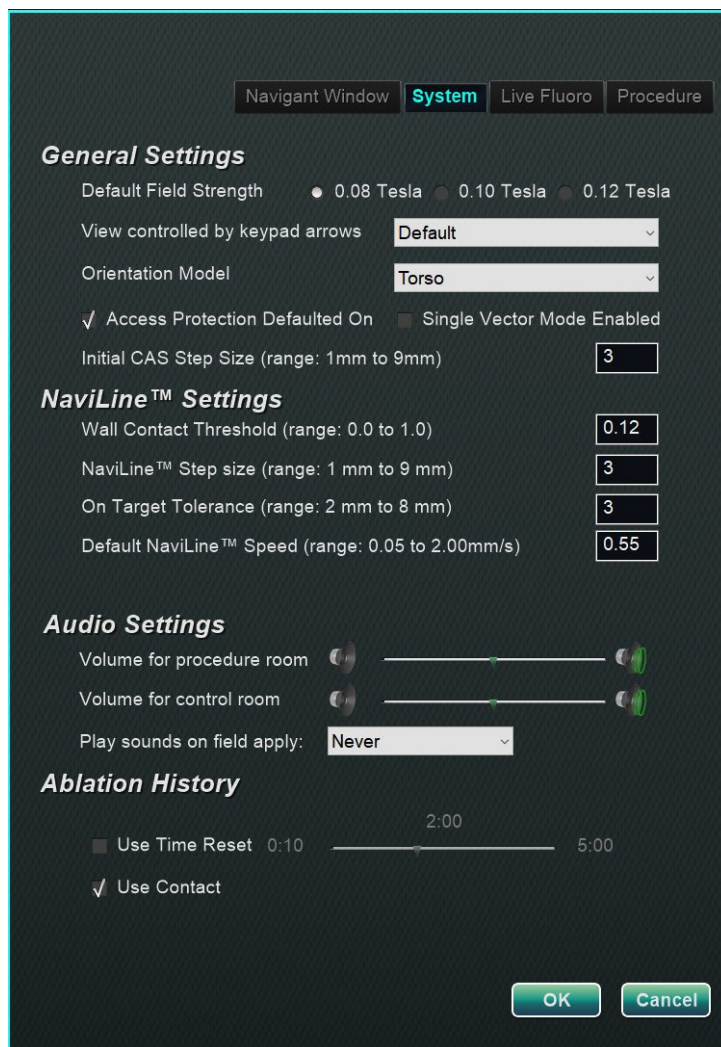 Navigant Window System Live Fluoro Procedure
General Settings
Default Field Strength 0.08 Tesla 0.10 Tesla 0.12 Tesla
View controlled by keypad arrows Default
Orientation Model Torso
Access Protection Defaulted On Single Vector Mode Enabled
Initial CAS Step Size (range: 1mm to 9mm) 3
NaviLine™ Settings
Wall Contact Threshold (range: 0.0 to 1.0) 0.12
NaviLine™ Step size (range: 1 mm to 9 mm) 3
On Target Tolerance (range: 2 mm to 8 mm) 3
Default NaviLine™ Speed (range: 0.05 to 2.00mm/s) 0.55
Audio Settings
Volume for procedure room
Volume for control room
Play sounds on field apply: Never
Ablation History
2:00
Use Time Reset 0:10 5:00
Use Contact
OK Cancel